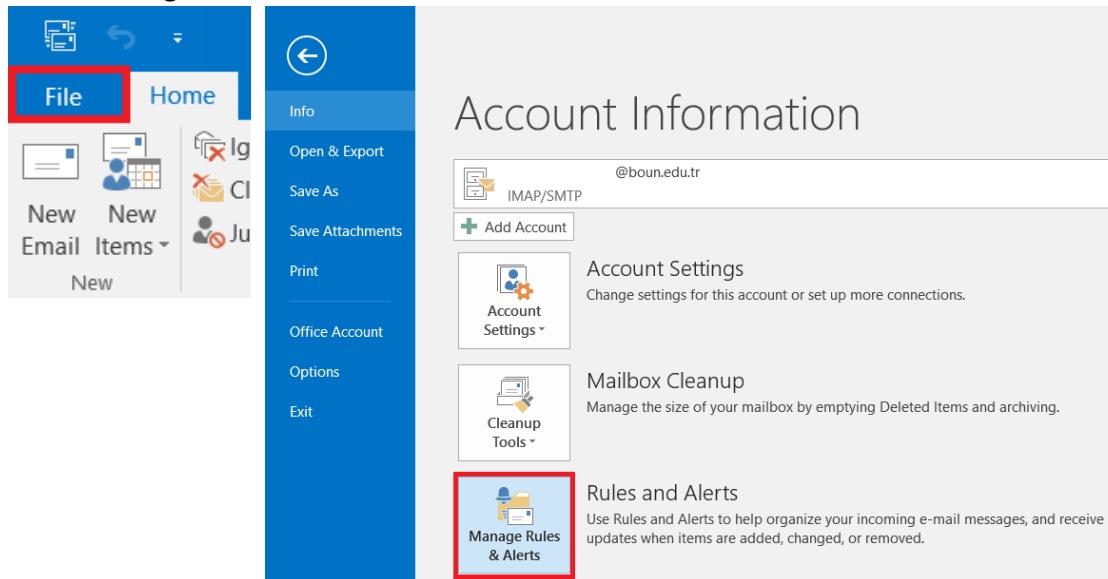 File
Home
Ig
Cl
Ju
New
Email
New
Items
New
Info
Open & Export
Save As
Save Attachments
Print
Office Account
Options
Exit
Account Information
@boun.edu.tr
IMAP/SMTP
Add Account
Account
Settings
Account Settings
Change settings for this account or set up more connections.
Cleanup
Tools
Mailbox Cleanup
Manage the size of your mailbox by emptying Deleted Items and archiving.
Manage Rules
& Alerts
Rules and Alerts
Use Rules and Alerts to help organize your incoming e-mail messages, and receive
updates when items are added, changed, or removed.